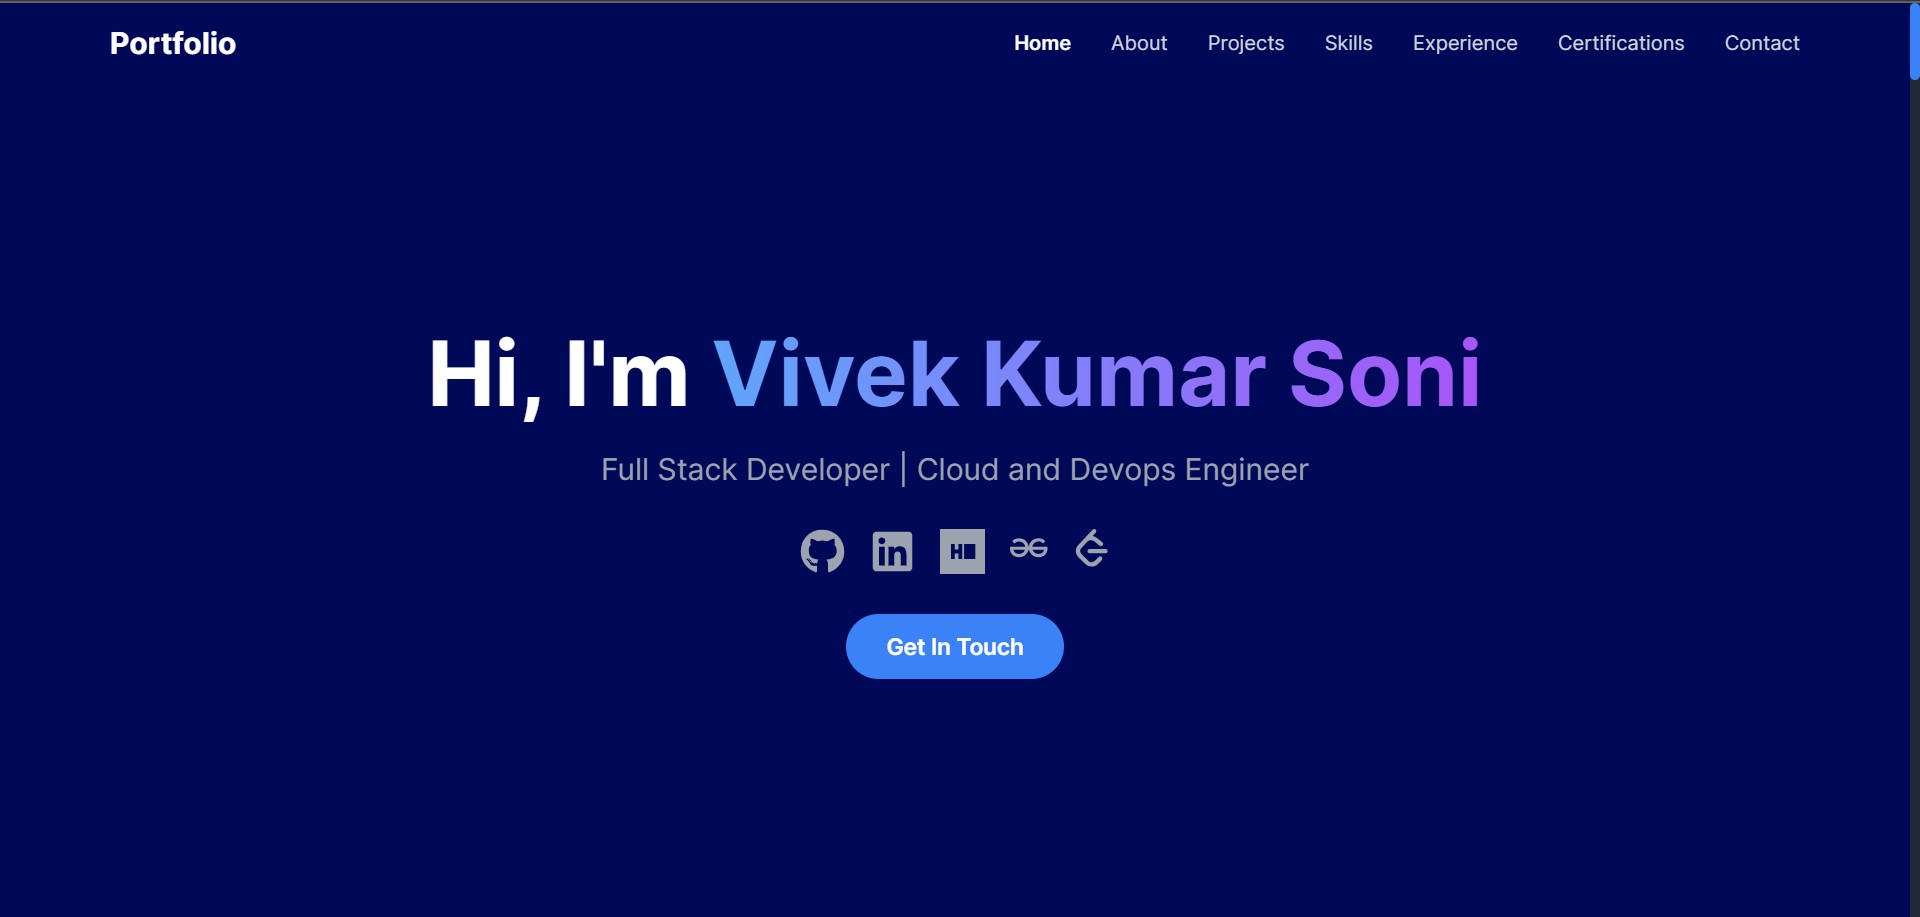 Portfolio
Home About Projects Skills Experience Certifications Contact
Hi, I'm Vivek Kumar Soni
Full Stack Developer | Cloud and Devops Engineer
in H
Get In Touch